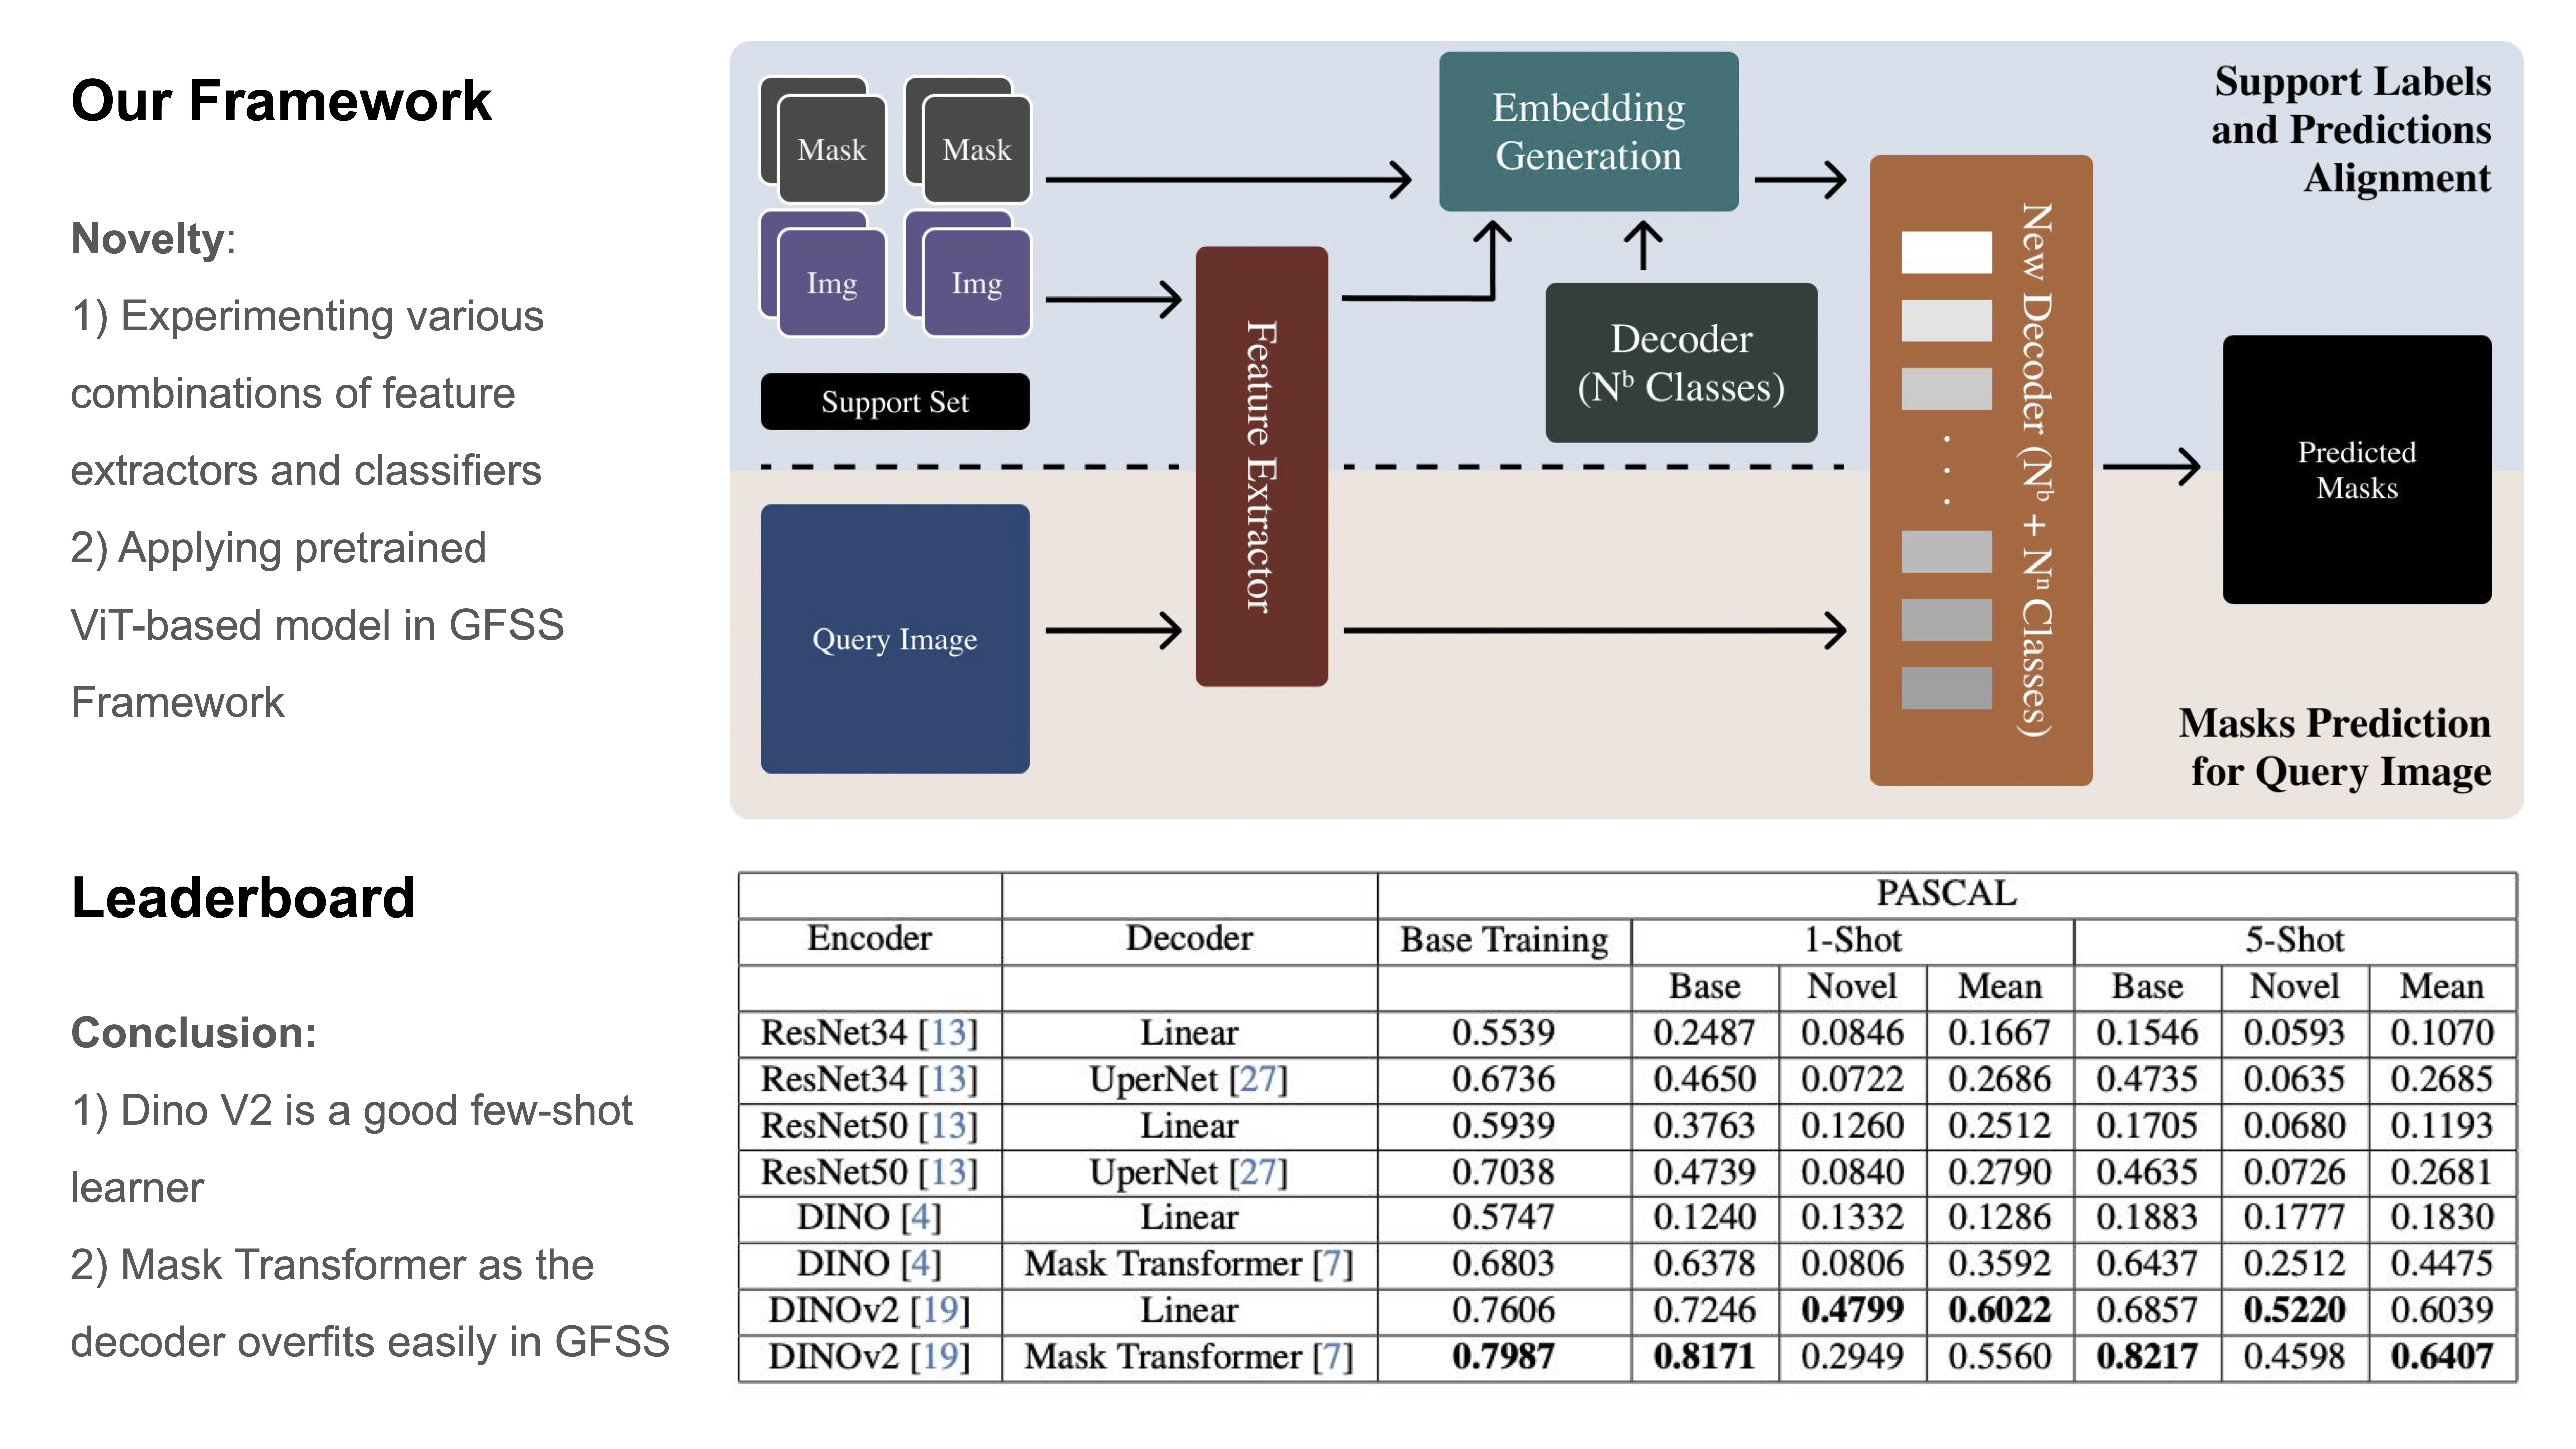 Our Framework
Novelty:
1) Experimenting various
combinations of feature
extractors and classifiers
2) Applying pretrained
ViT-based model in GFSS
Framework
Mask
Mask
Img
Img
Support Set
Query Image
Feature Extractor
Embedding
Generation
Decoder
(Nᵇ Classes)
New Decoder (Nᵇ + Nⁿ Classes)
Predicted
Masks
Support Labels
and Predictions
Alignment
Masks Prediction
for Query Image
Leaderboard
Conclusion:
1) Dino V2 is a good few-shot
learner
2) Mask Transformer as the
decoder overfits easily in GFSS
PASCAL
Encoder Decoder Base Training 1-Shot 5-Shot
Base Novel Mean Base Novel Mean
ResNet34 [13] Linear 0.5539 0.2487 0.0846 0.1667 0.1546 0.0593 0.1070
ResNet34 [13] UperNet [27] 0.6736 0.4650 0.0722 0.2686 0.4735 0.0635 0.2685
ResNet50 [13] Linear 0.5939 0.3763 0.1260 0.2512 0.1705 0.0680 0.1193
ResNet50 [13] UperNet [27] 0.7038 0.4739 0.0840 0.2790 0.4635 0.0726 0.2681
DINO [4] Linear 0.5747 0.1240 0.1332 0.1286 0.1883 0.1777 0.1830
DINO [4] Mask Transformer [7] 0.6803 0.6378 0.0806 0.3592 0.6437 0.2512 0.4475
DINOv2 [19] Linear 0.7606 0.7246 0.4799 0.6022 0.6857 0.5220 0.6039
DINOv2 [19] Mask Transformer [7] 0.7987 0.8171 0.2949 0.5560 0.8217 0.4598 0.6407